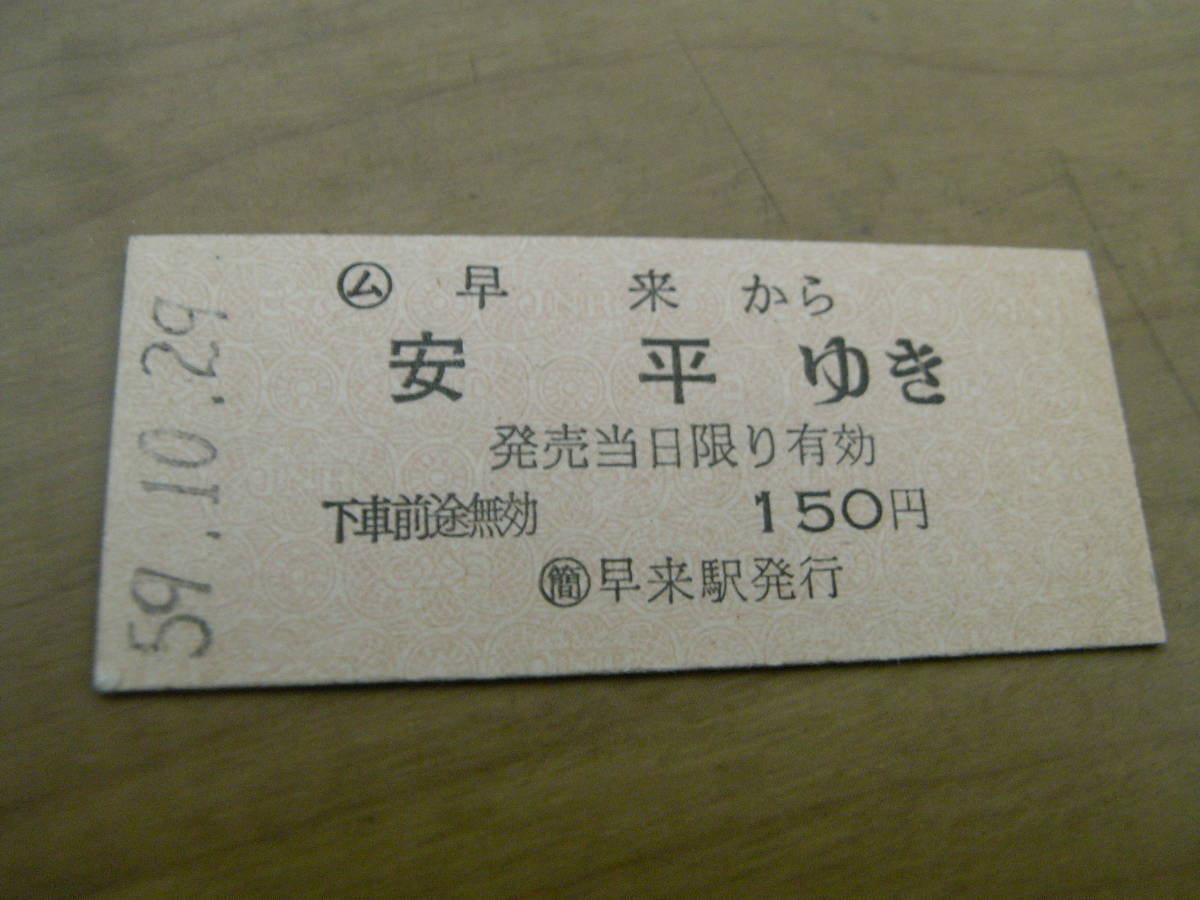 ㋰早来から
安平ゆき
発売当日限り有効
下車前途無効 150円
(簡)早来駅発行
59.10.29